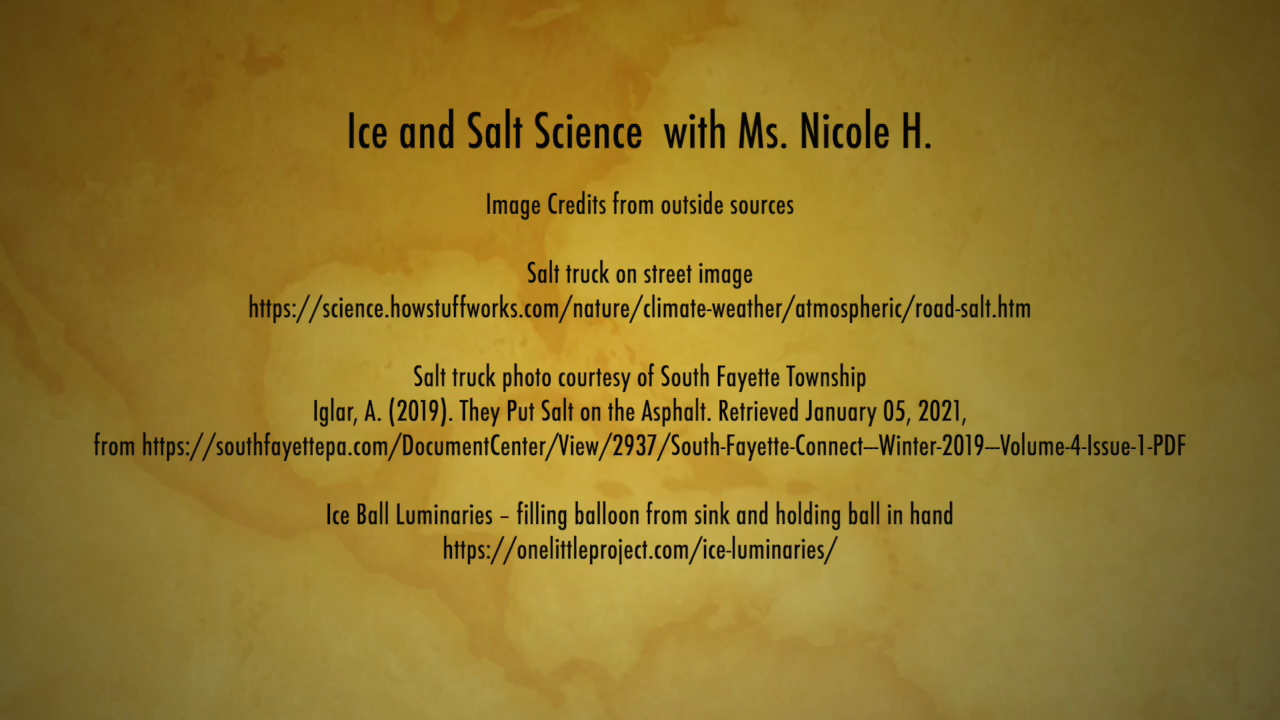 Ice and Salt Science  with Ms. Nicole H.
Image Credits from outside sources
Salt truck on street image
https://science.howstuffworks.com/nature/climate-weather/atmospheric/road-salt.htm
Salt truck photo courtesy of South Fayette Township
Iglar, A. (2019). They Put Salt on the Asphalt. Retrieved January 05, 2021,
from https://southfayettepa.com/DocumentCenter/View/2937/South-Fayette-Connect---Winter-2019---Volume-4-Issue-1-PDF
Ice Ball Luminaries – filling balloon from sink and holding ball in hand
https://onelittleproject.com/ice-luminaries/